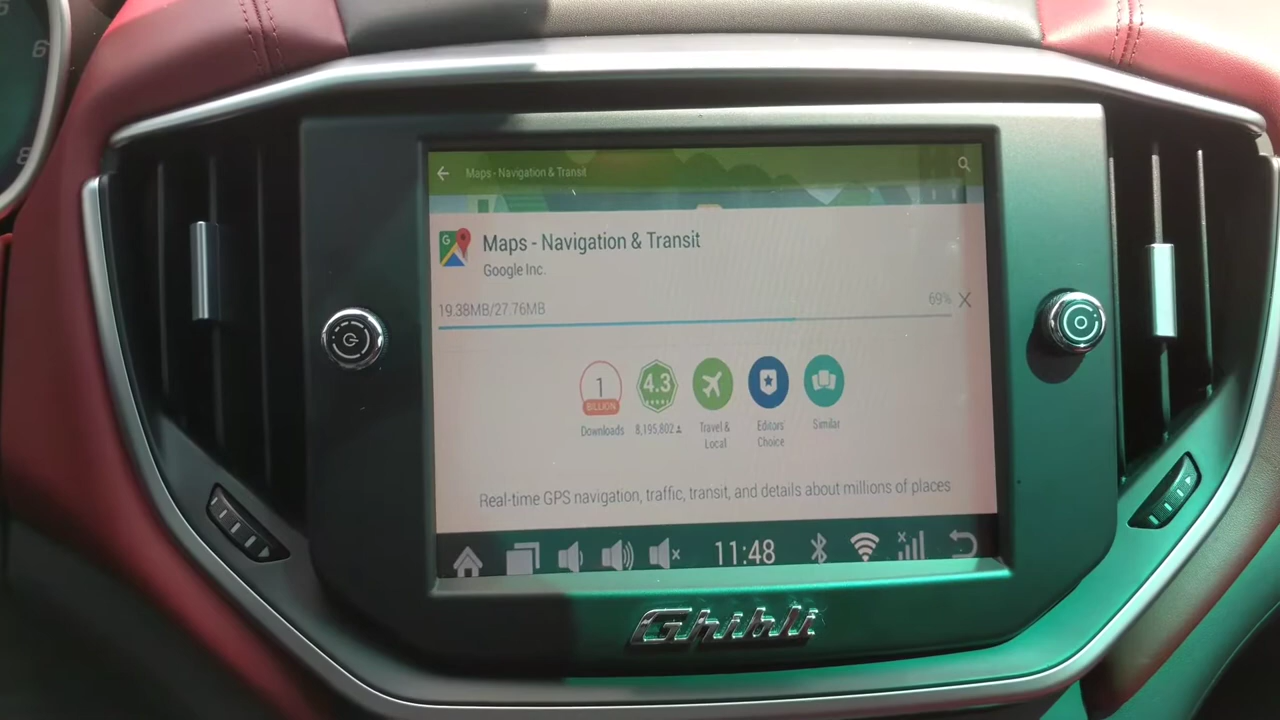 6
8
Maps - Navigation & Transit
G
Maps - Navigation & Transit
Google Inc.
19.38MB/27.76MB
69%
1
BILLION
4.3
Downloads
8,195,802
Travel &
Local
Editors'
Choice
Similar
Real-time GPS navigation, traffic, transit, and details about millions of places
11:48
Ghibli